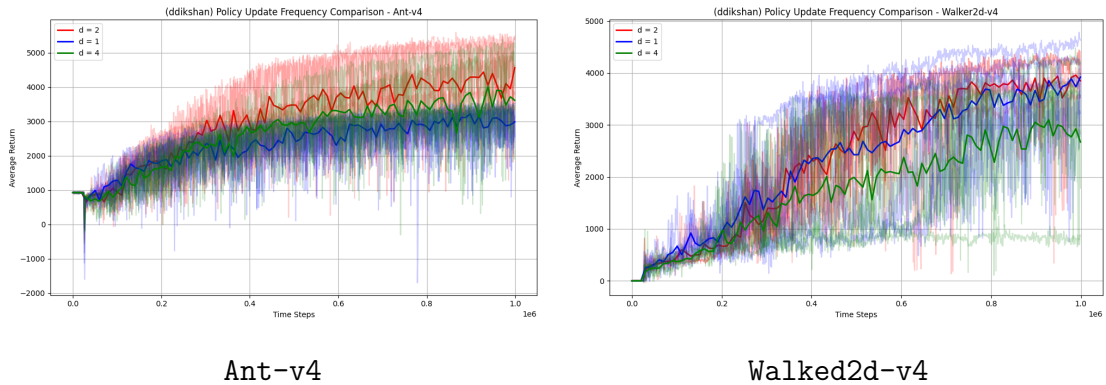 (ddikshan) Policy Update Frequency Comparison - Ant-v4
d = 2
d = 1
d = 4
Average Return
5000
4000
3000
2000
1000
0
−1000
−2000
0.0 0.2 0.4 0.6 0.8 1.0
1e6
Time Steps
Ant-v4
(ddikshan) Policy Update Frequency Comparison - Walker2d-v4
d = 2
d = 1
d = 4
Average Return
5000
4000
3000
2000
1000
0
0.0 0.2 0.4 0.6 0.8 1.0
1e6
Time Steps
Walked2d-v4